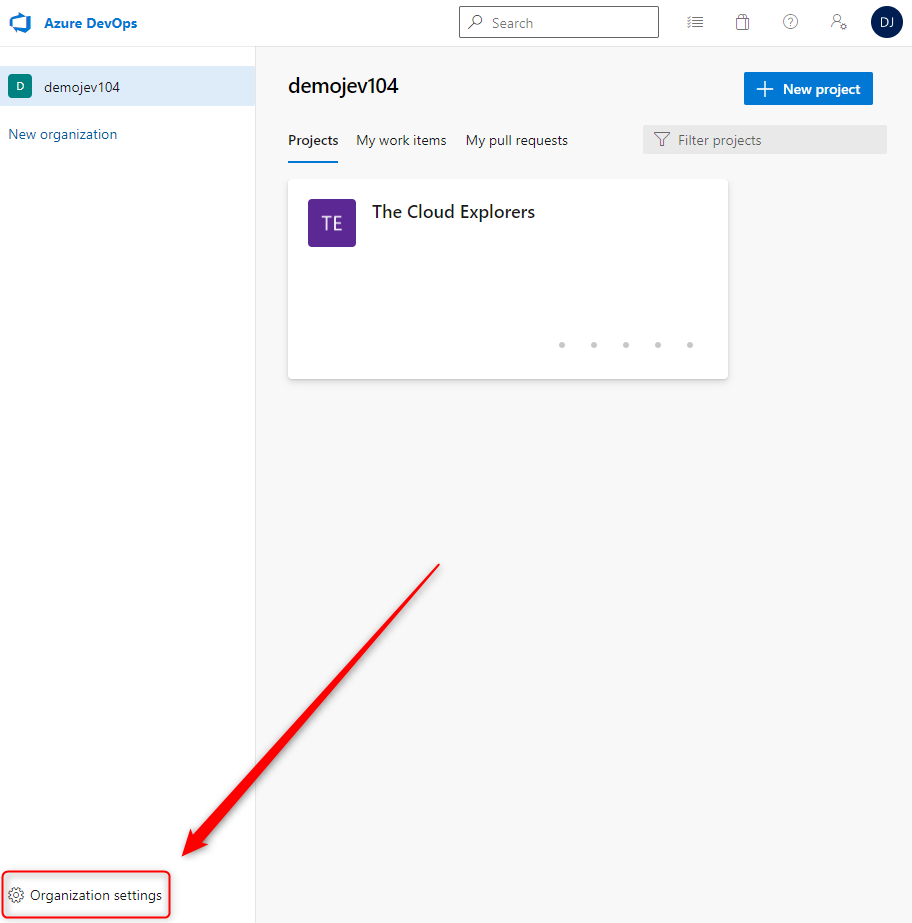 Azure DevOps
Search
DJ
D
demojev104
New organization
demojev104
New project
Projects
My work items
My pull requests
Filter projects
TE
The Cloud Explorers
Organization settings